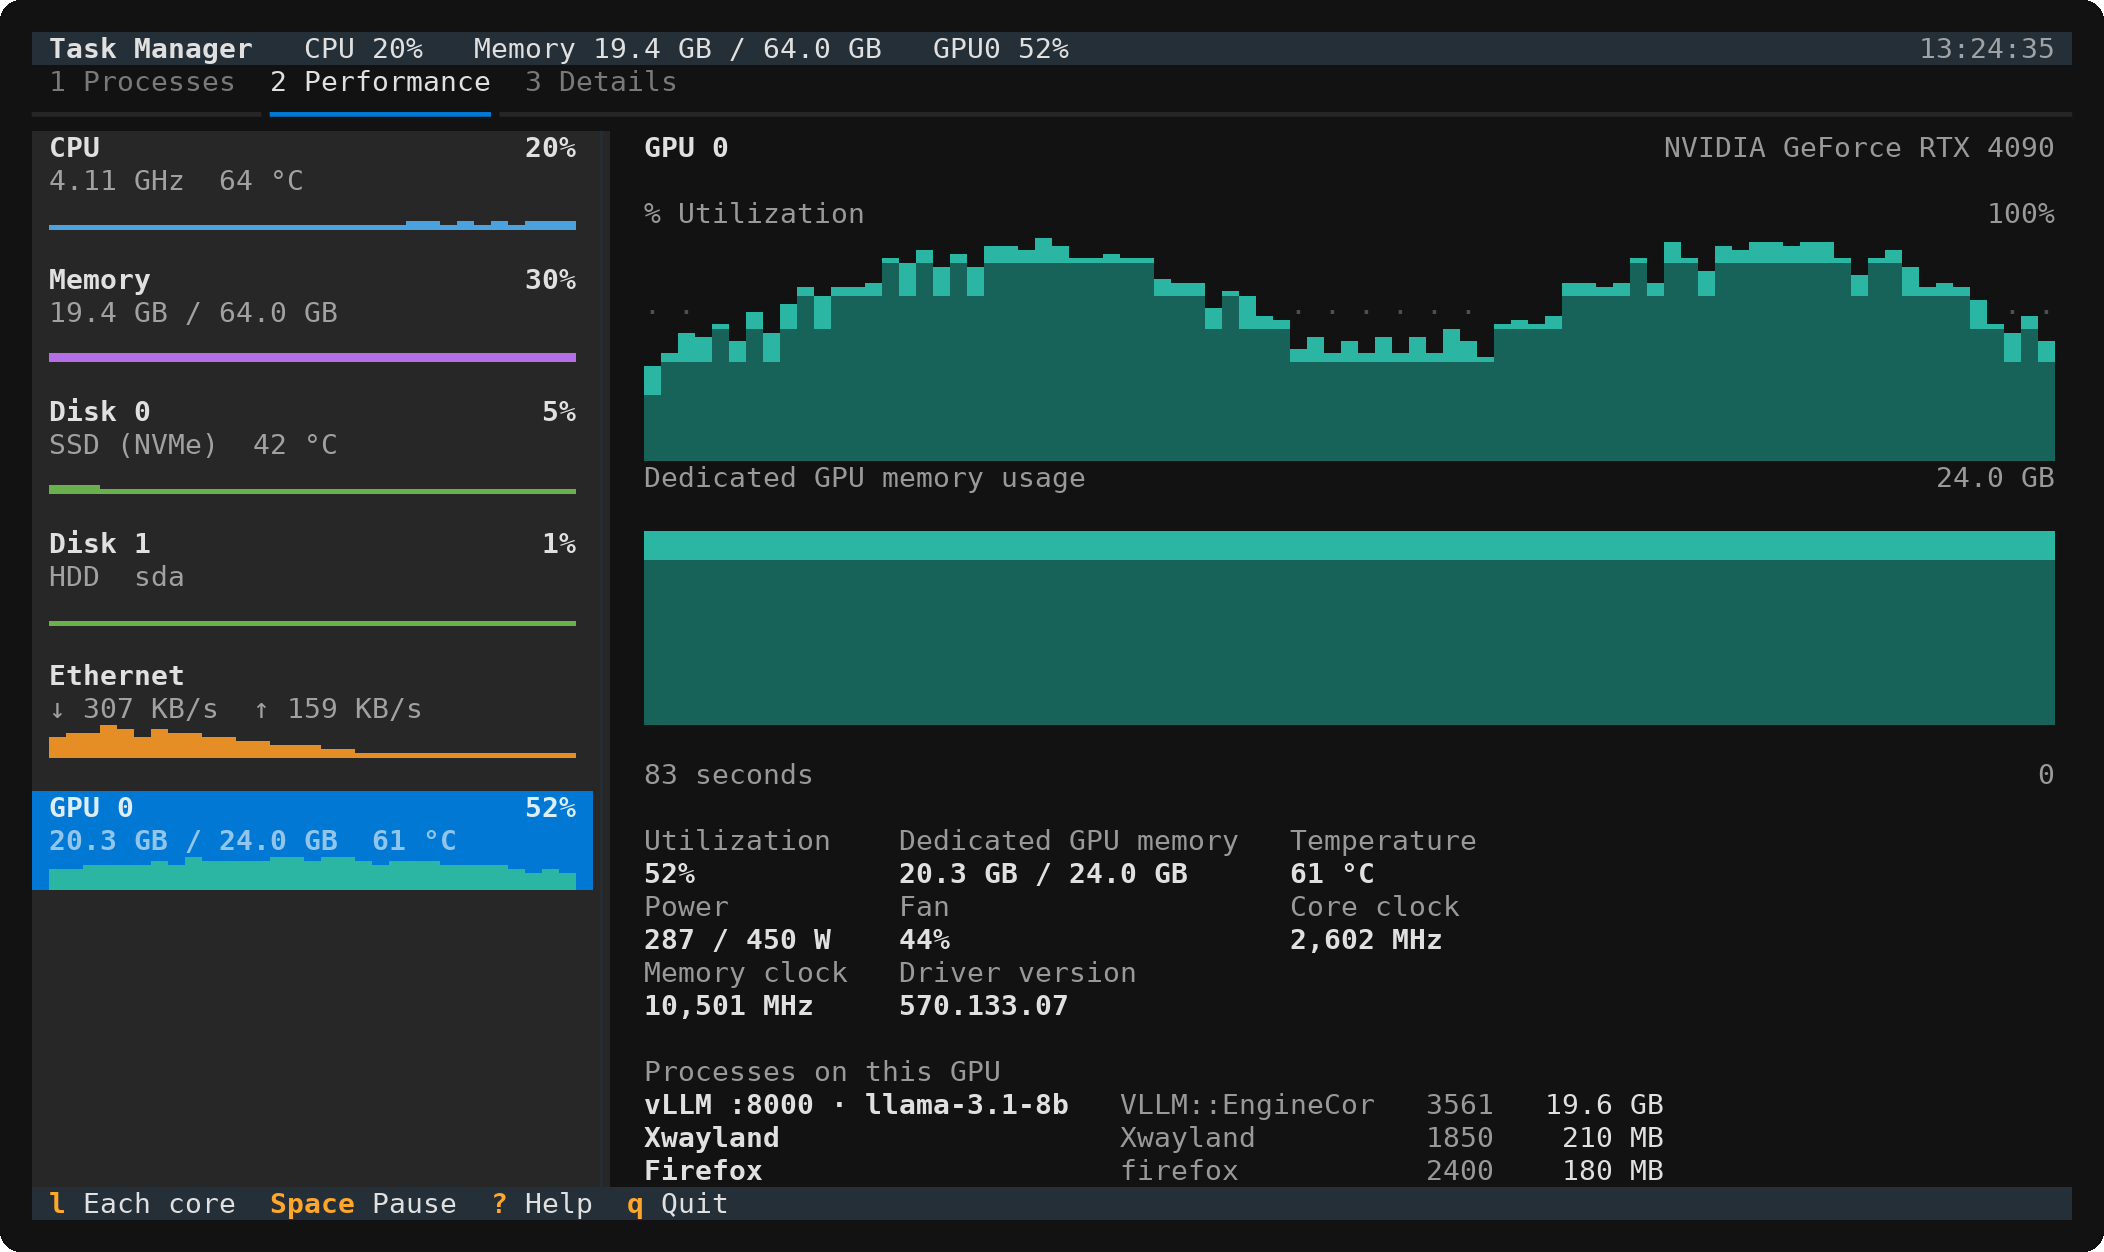 Task Manager CPU 20% Memory 19.4 GB / 64.0 GB GPU0 52% 13:24:35
1 Processes 2 Performance 3 Details
CPU 20%
4.11 GHz 64 °C
Memory 30%
19.4 GB / 64.0 GB
Disk 0 5%
SSD (NVMe) 42 °C
Disk 1 1%
HDD sda
Ethernet
↓ 307 KB/s ↑ 159 KB/s
GPU 0 52%
20.3 GB / 24.0 GB 61 °C
GPU 0 NVIDIA GeForce RTX 4090
% Utilization 100%
Dedicated GPU memory usage 24.0 GB
83 seconds 0
Utilization Dedicated GPU memory Temperature
52% 20.3 GB / 24.0 GB 61 °C
Power Fan Core clock
287 / 450 W 44% 2,602 MHz
Memory clock Driver version
10,501 MHz 570.133.07
Processes on this GPU
vLLM :8000 · llama-3.1-8b VLLM::EngineCor 3561 19.6 GB
Xwayland Xwayland 1850 210 MB
Firefox firefox 2400 180 MB
l Each core Space Pause ? Help q Quit